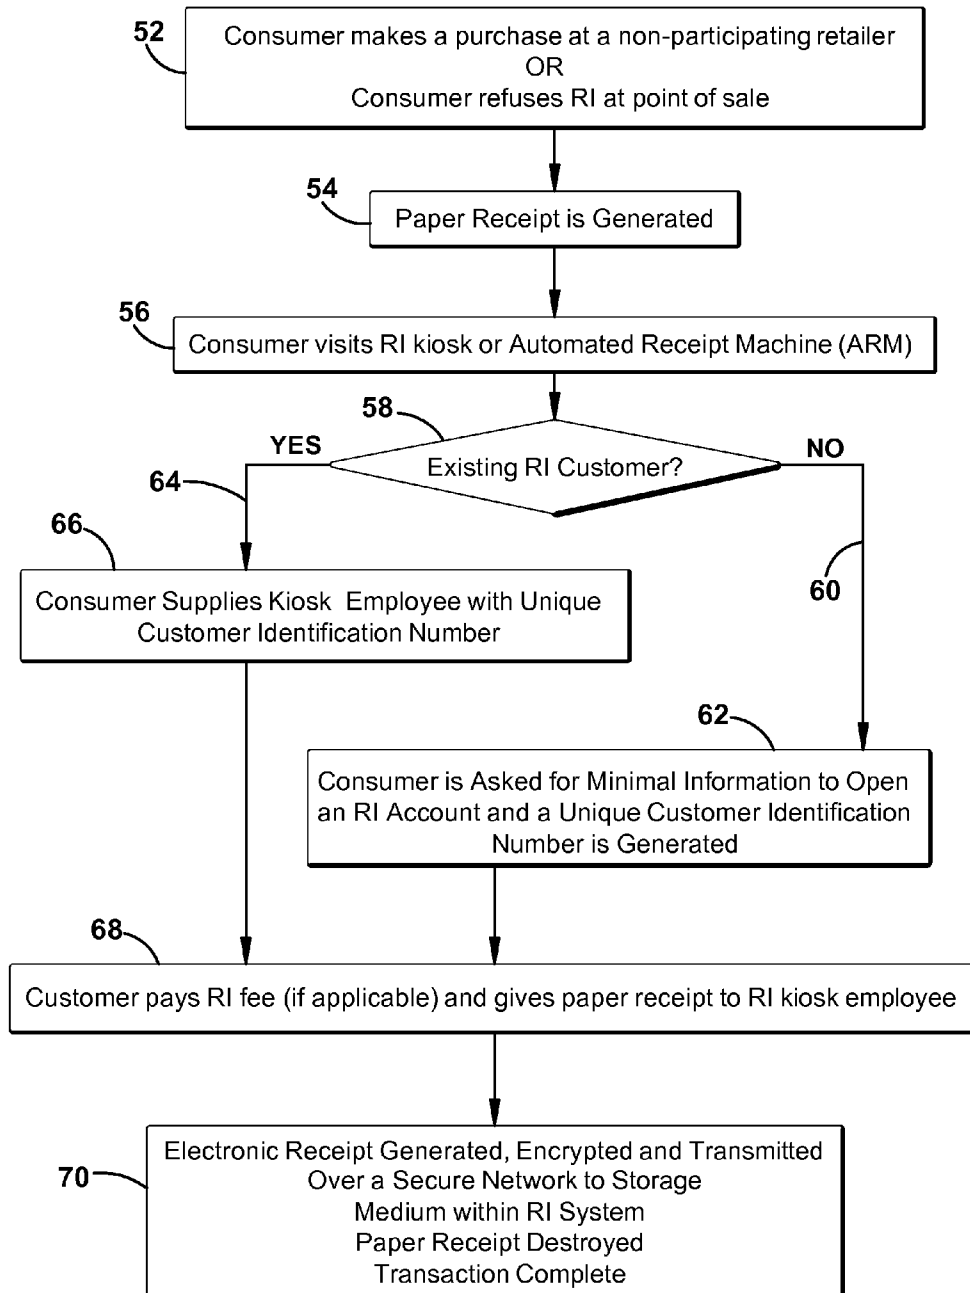 52
Consumer makes a purchase at a non-participating retailer
OR
Consumer refuses RI at point of sale
54
Paper Receipt is Generated
56
Consumer visits RI kiosk or Automated Receipt Machine (ARM)
58
YES
Existing RI Customer?
NO
64
66
60
Consumer Supplies Kiosk Employee with Unique
Customer Identification Number
62
Consumer is Asked for Minimal Information to Open
an RI Account and a Unique Customer Identification
Number is Generated
68
Customer pays RI fee (if applicable) and gives paper receipt to RI kiosk employee
70
Electronic Receipt Generated, Encrypted and Transmitted
Over a Secure Network to Storage
Medium within RI System
Paper Receipt Destroyed
Transaction Complete